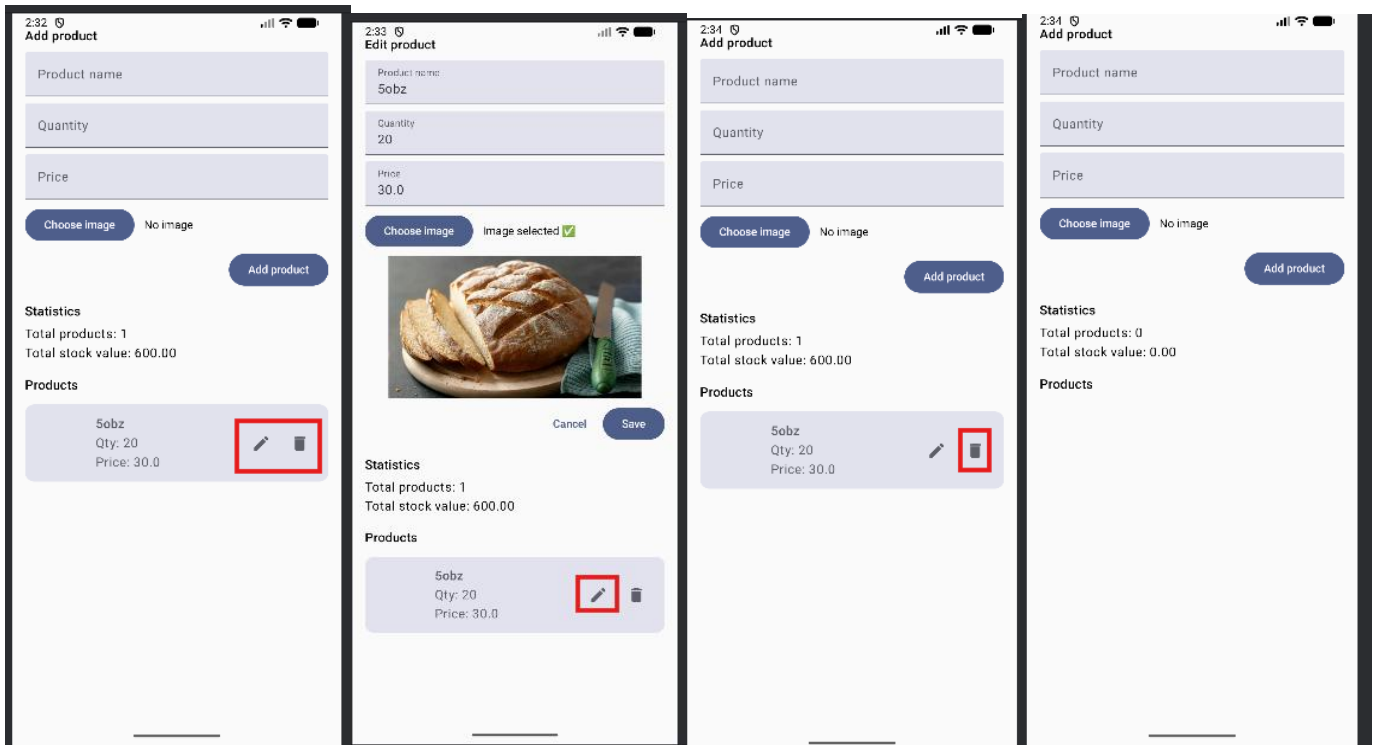 2:32
Add product
Product name
Quantity
Price
Choose image No image
Add product
Statistics
Total products: 1
Total stock value: 600.00
Products
5obz
Qty: 20
Price: 30.0
2:33
Edit product
Product name
5obz
Quantity
20
Price
30.0
Choose image Image selected ✅
Cancel Save
Statistics
Total products: 1
Total stock value: 600.00
Products
5obz
Qty: 20
Price: 30.0
2:34
Add product
Product name
Quantity
Price
Choose image No image
Add product
Statistics
Total products: 1
Total stock value: 600.00
Products
5obz
Qty: 20
Price: 30.0
2:34
Add product
Product name
Quantity
Price
Choose image No image
Add product
Statistics
Total products: 0
Total stock value: 0.00
Products